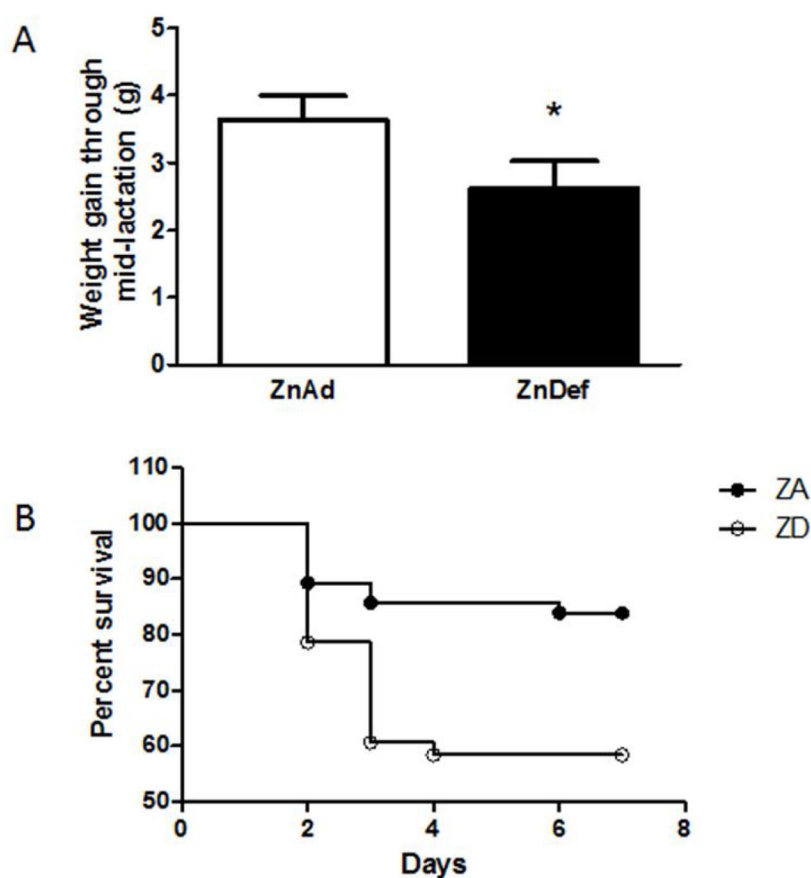 A
Weight gain through
mid-lactation (g)
5
4
3
2
1
0
*
ZnAd
ZnDef
B
Percent survival
110
100
90
80
70
60
50
0
2
4
6
8
Days
ZA
ZD